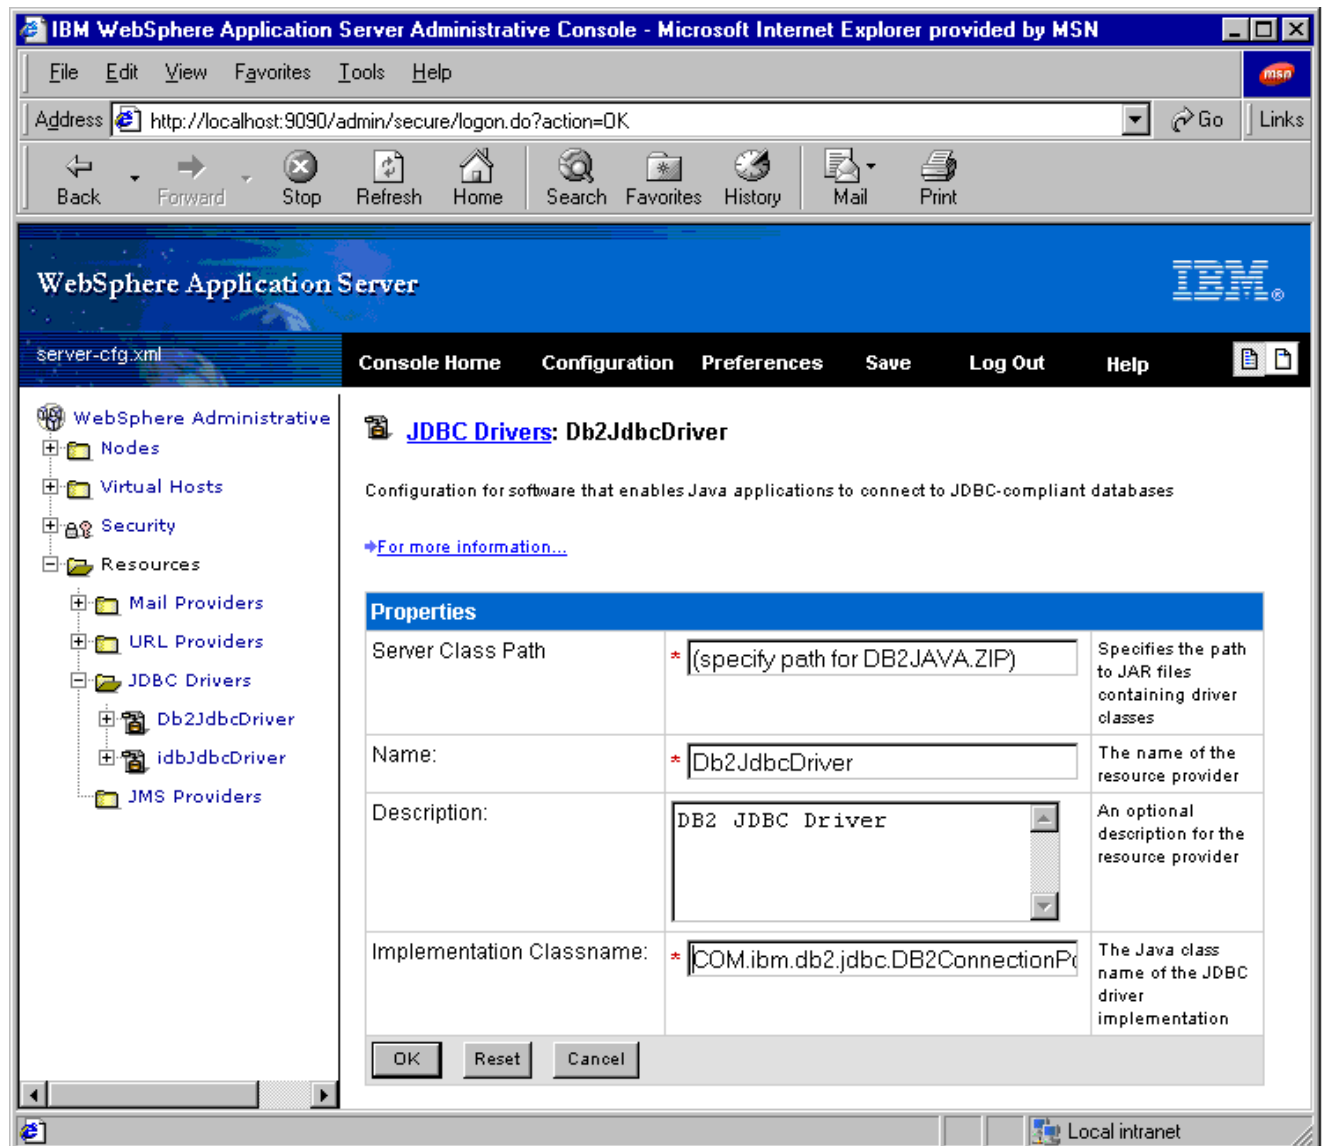 IBM WebSphere Application Server Administrative Console - Microsoft Internet Explorer provided by MSN
File Edit View Favorites Tools Help
msn
Address http://localhost:9090/admin/secure/logon.do?action=OK Go Links
Back Forward Stop Refresh Home Search Favorites History Mail Print
WebSphere Application Server
IBM®
server-cfg.xml
Console Home Configuration Preferences Save Log Out Help
WebSphere Administrative
Nodes
Virtual Hosts
Security
Resources
Mail Providers
URL Providers
JDBC Drivers
Db2JdbcDriver
idbJdbcDriver
JMS Providers
JDBC Drivers: Db2JdbcDriver
Configuration for software that enables Java applications to connect to JDBC-compliant databases
For more information...
Properties
Server Class Path * (specify path for DB2JAVA.ZIP)
Specifies the path
to JAR files
containing driver
classes
Name: * Db2JdbcDriver
The name of the
resource provider
Description: DB2 JDBC Driver
An optional
description for the
resource provider
Implementation Classname: * COM.ibm.db2.jdbc.DB2ConnectionPo
The Java class
name of the JDBC
driver
implementation
OK Reset Cancel
Local intranet